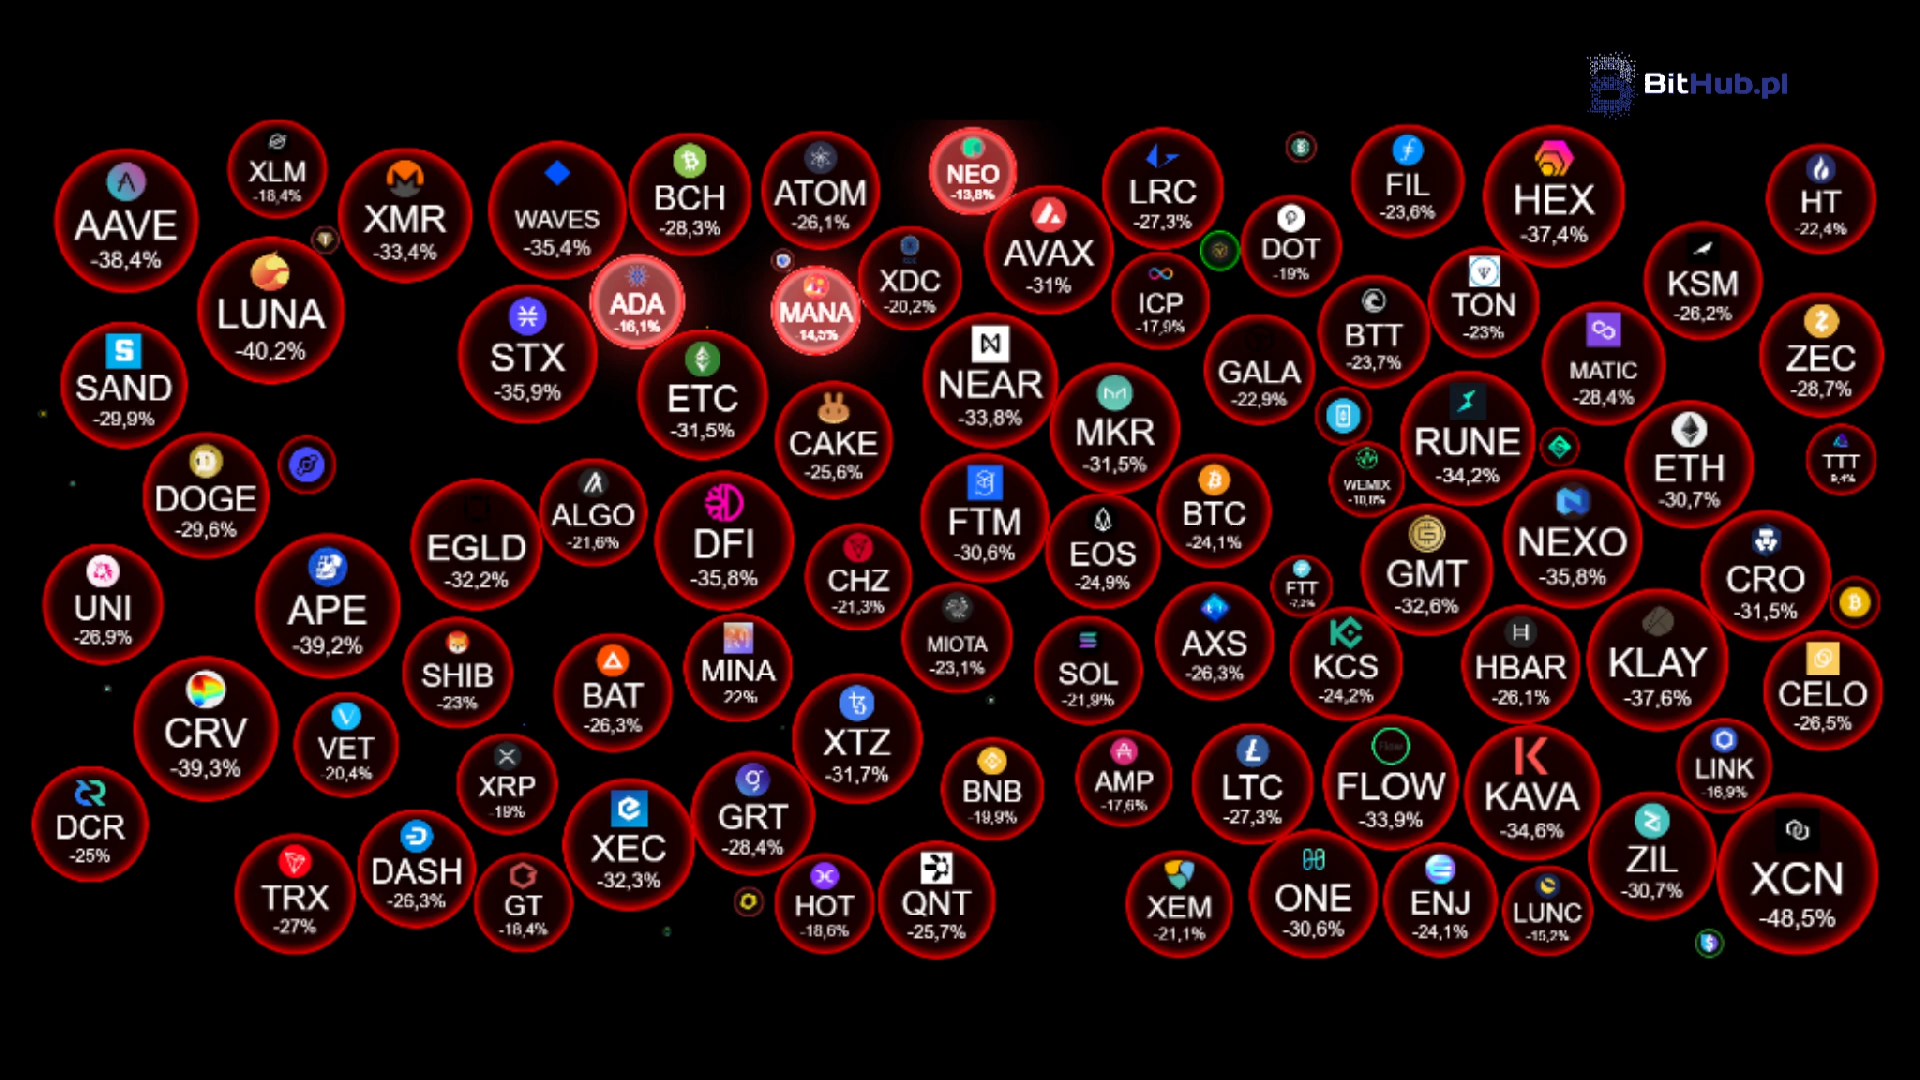 BitHub.pl
AAVE
-38,4%
XLM
-18,4%
XMR
-33,4%
WAVES
-35,4%
BCH
-28,3%
ATOM
-26,1%
NEO
-13,8%
AVAX
-31%
LRC
-27,3%
DOT
-19%
FIL
-23,6%
HEX
-37,4%
HT
-22,4%
LUNA
-40,2%
STX
-35,9%
ADA
-16,1%
MANA
XDC
-20,2%
ICP
-17,9%
BTT
-23,7%
TON
-23%
KSM
-26,2%
SAND
-29,9%
ETC
-31,5%
CAKE
-25,6%
NEAR
-33,8%
MKR
-31,5%
GALA
-22,9%
MATIC
-28,4%
ZEC
-28,7%
DOGE
-29,6%
EGLD
-32,2%
ALGO
-21,6%
DFI
-35,8%
FTM
-30,6%
BTC
-24,1%
WEMIX
RUNE
-34,2%
ETH
-30,7%
TTT
UNI
-26,9%
APE
-39,2%
CHZ
-21,3%
EOS
-24,9%
FTT
-7,2%
GMT
-32,6%
NEXO
-35,8%
CRO
-31,5%
SHIB
-23%
BAT
-26,3%
MINA
22%
MIOTA
-23,1%
SOL
-21,9%
AXS
-26,3%
KCS
-24,2%
HBAR
-26,1%
KLAY
-37,6%
CELO
-26,5%
CRV
-39,3%
VET
-20,4%
XRP
-19%
XTZ
-31,7%
BNB
-19,9%
AMP
-17,6%
LTC
-27,3%
Flow
FLOW
-33,9%
KAVA
-34,6%
LINK
-16,9%
DCR
-25%
TRX
-27%
DASH
-26,3%
GT
-18,4%
XEC
-32,3%
GRT
-28,4%
HOT
-18,6%
QNT
-25,7%
XEM
-21,1%
ONE
-30,6%
ENJ
-24,1%
LUNC
-15,2%
ZIL
-30,7%
XCN
-48,5%